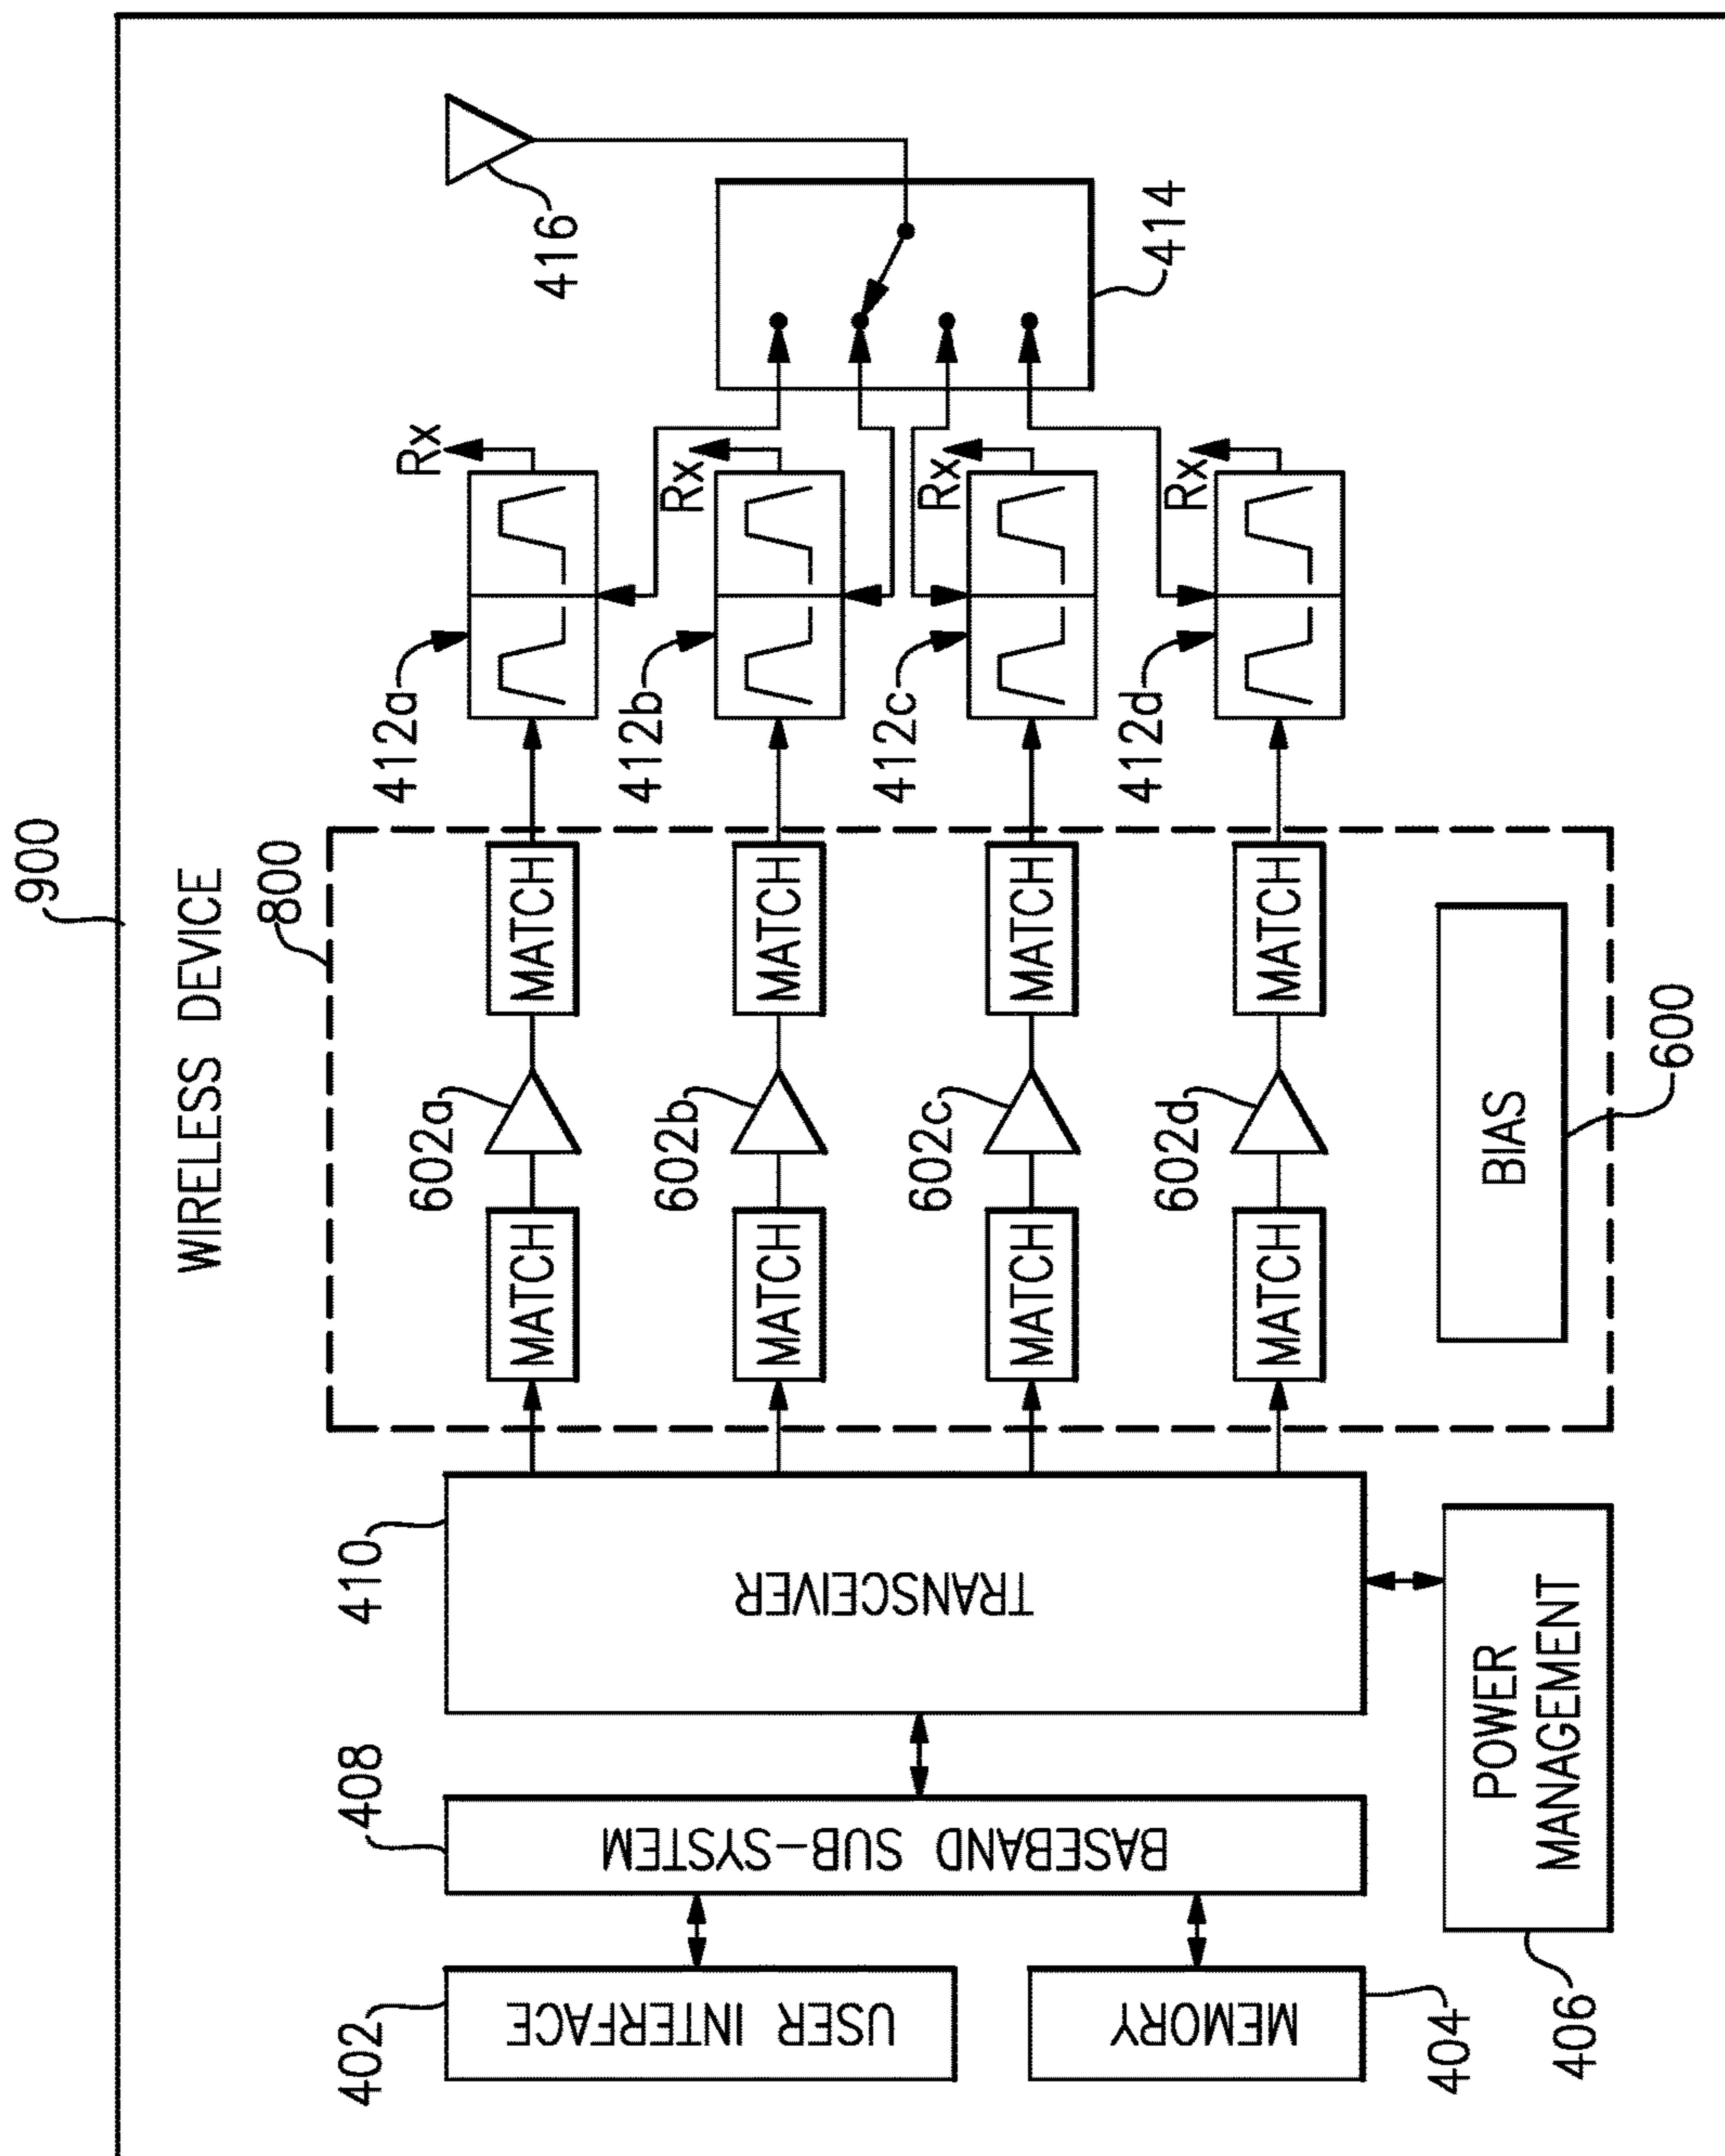 900
WIRELESS DEVICE
800
416
414
Rx
Rx
Rx
Rx
412a
412b
412c
412d
MATCH
602a
MATCH
MATCH
602b
MATCH
MATCH
602c
MATCH
MATCH
602d
MATCH
BIAS
600
410
TRANSCEIVER
408
BASEBAND SUB-SYSTEM
402
USER INTERFACE
MEMORY
404
POWER
MANAGEMENT
406